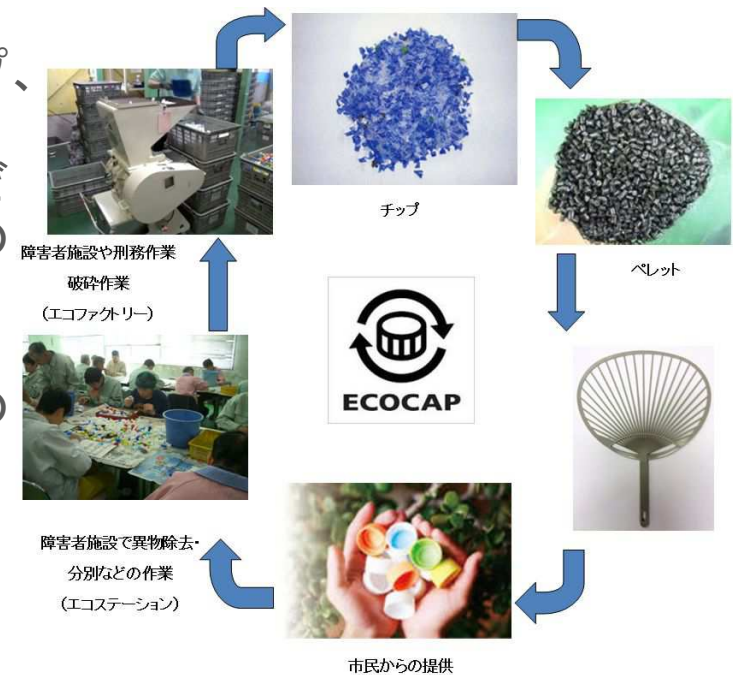 プ、
の
の
チップ
ペレット
障害者施設や刑務作業
破砕作業
（エコファクトリー）
ECOCAP
障害者施設で異物除去・
分別などの作業
（エコステーション）
市民からの提供